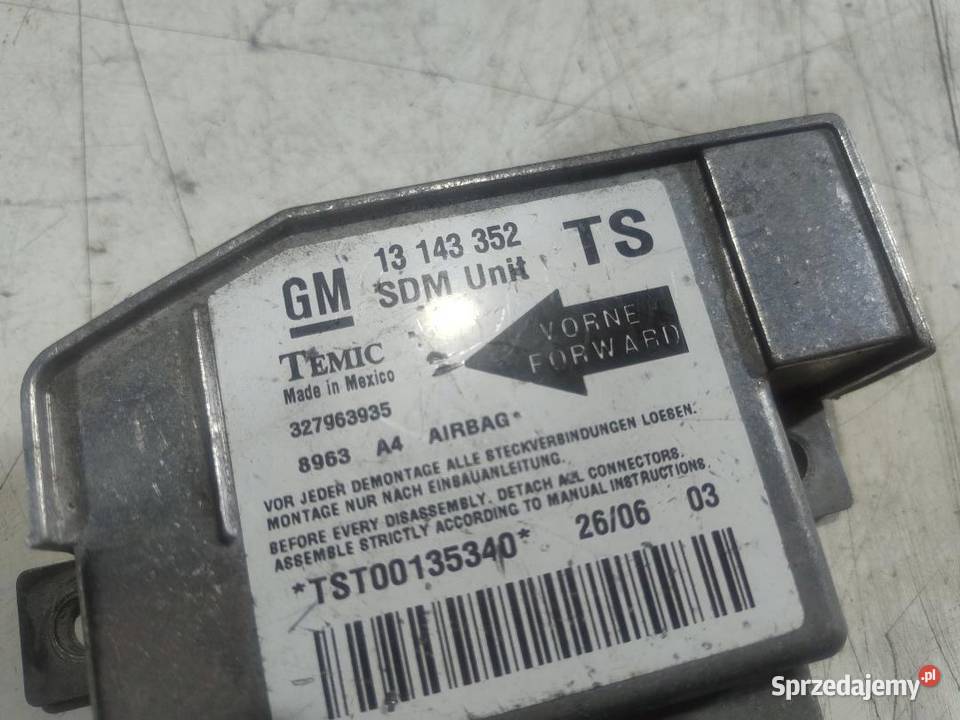 GM 13 143 352 TS
*SDM Unit
TEMIC
Made in Mexico
VORNE
FORWARD
327963935
8963 A4 AIRBAG*
VOR JEDER DEMONTAGE ALLE STECKVERBINDUNGEN LOESEN.
MONTAGE NUR NACH EINBAUANLEITUNG.
BEFORE EVERY DISASSEMBLY. DETACH ALL CONNECTORS.
ASSEMBLE STRICTLY ACCORDING TO MANUAL INSTRUCTIONS.
*TST00135340* 26/06 03
Sprzedajemy.pl